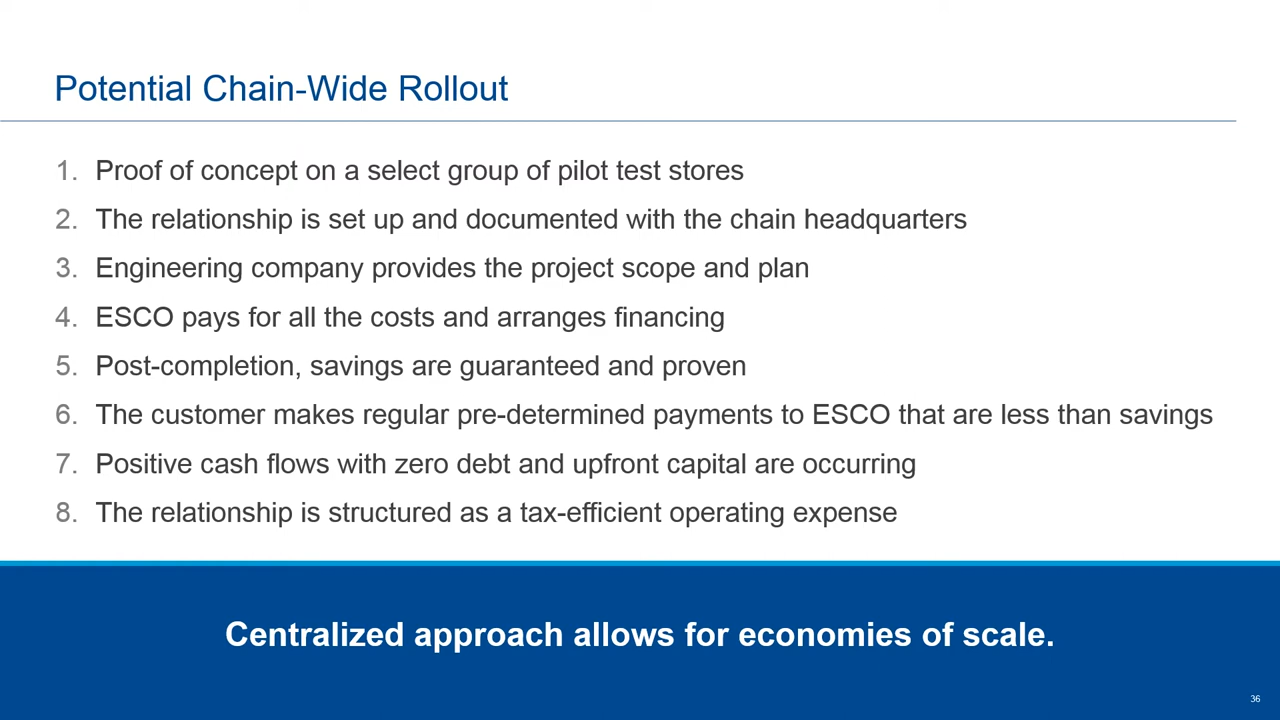 Potential Chain-Wide Rollout
1. Proof of concept on a select group of pilot test stores
2. The relationship is set up and documented with the chain headquarters
3. Engineering company provides the project scope and plan
4. ESCO pays for all the costs and arranges financing
5. Post-completion, savings are guaranteed and proven
6. The customer makes regular pre-determined payments to ESCO that are less than savings
7. Positive cash flows with zero debt and upfront capital are occurring
8. The relationship is structured as a tax-efficient operating expense
Centralized approach allows for economies of scale.
36